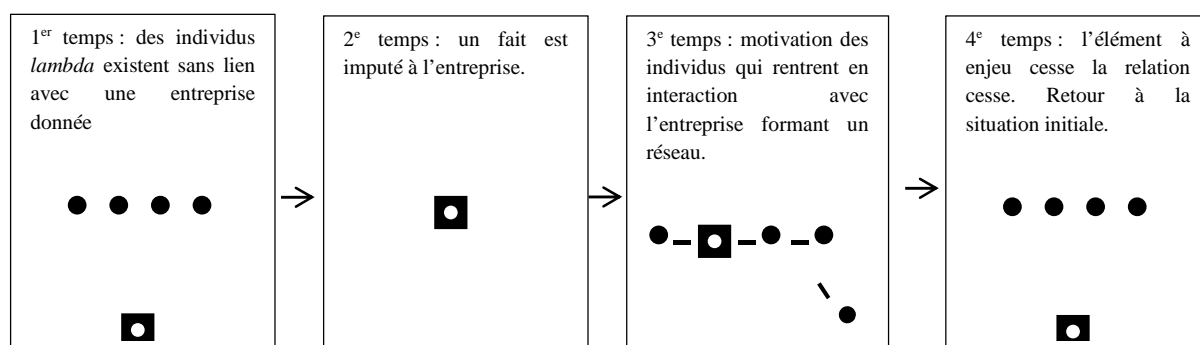 1er temps : des individus
lambda existent sans lien
avec une entreprise
donnée
2e temps : un fait est
imputé à l’entreprise.
3e temps : motivation des
individus qui rentrent en
interaction avec
l’entreprise formant un
réseau.
4e temps : l’élément à
enjeu cesse la relation
cesse. Retour à la
situation initiale.